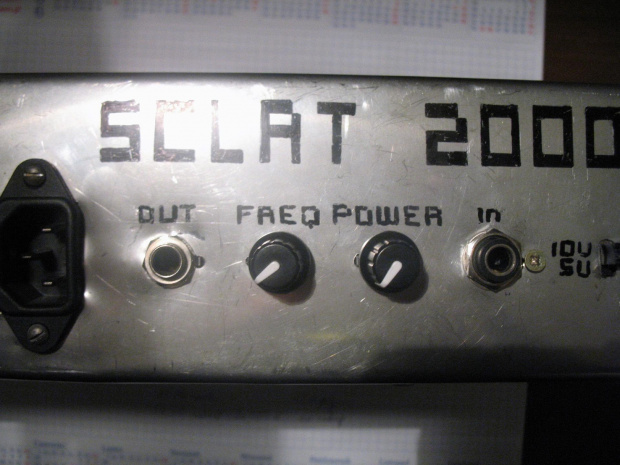 SCLAT 2000
OUT FREQ POWER In
10V
5V